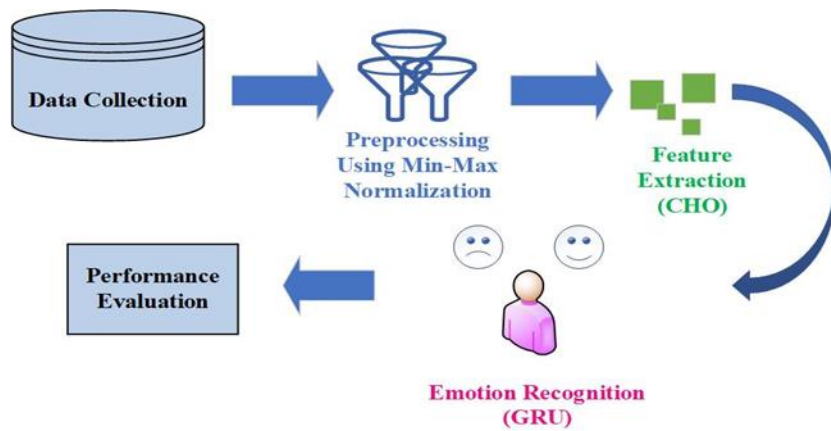 Data Collection
Preprocessing
Using Min-Max
Normalization
Feature
Extraction
(CHO)
Emotion Recognition
(GRU)
Performance
Evaluation